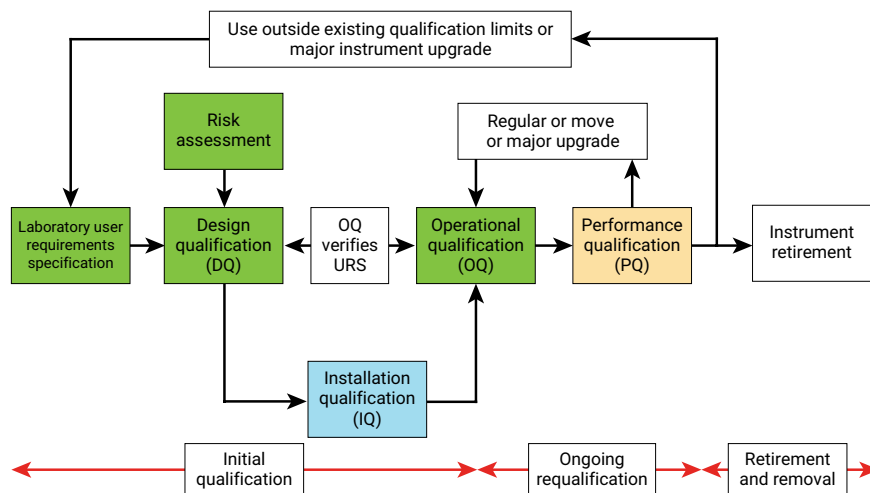 Use outside existing qualification limits or
major instrument upgrade
Risk
assessment
Regular or move
or major upgrade
Laboratory user
requirements
specification
Design
qualification
(DQ)
OQ
verifies
URS
Operational
qualification
(OQ)
Performance
qualification
(PQ)
Instrument
retirement
Installation
qualification
(IQ)
Initial
qualification
Ongoing
requalification
Retirement
and removal